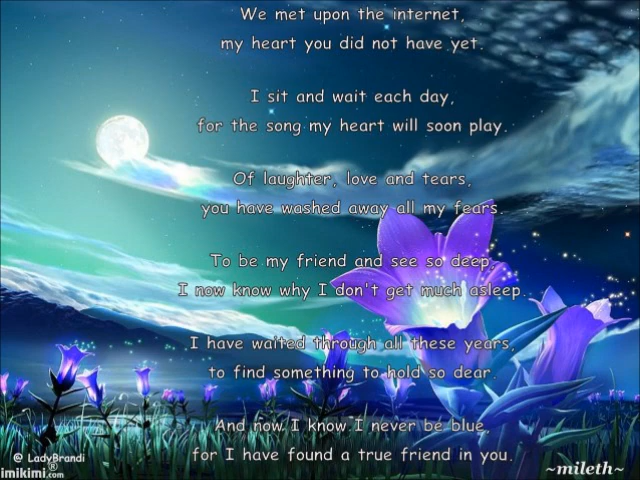 We met upon the internet,
my heart you did not have yet.
I sit and wait each day,
for the song my heart will soon play.
Of laughter, love and tears,
you have washed away all my fears.
To be my friend and see so deep,
I now know why I don't get much asleep.
I have waited through all these years,
to find something to hold so dear.
And now I know I never be blue,
for I have found a true friend in you.
@ LadyBrandi
imikimi.com®
~mileth~